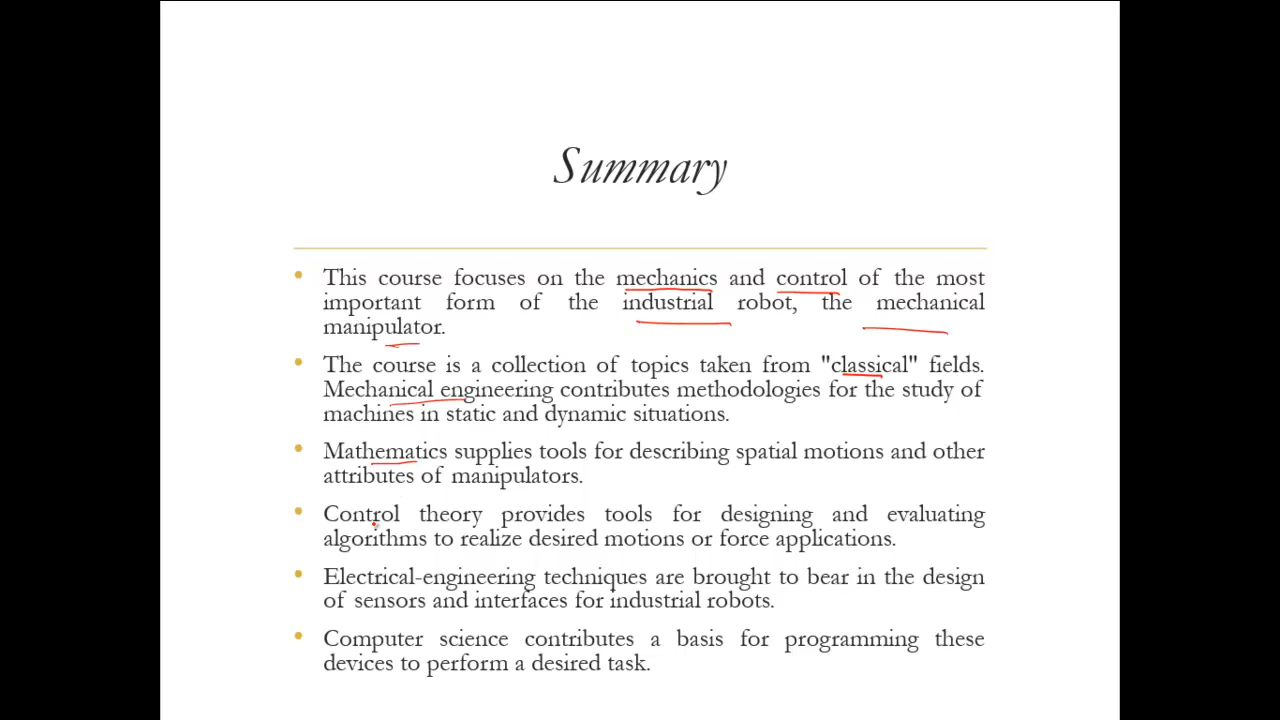 Summary
• This course focuses on the mechanics and control of the most
important form of the industrial robot, the mechanical
manipulator.
• The course is a collection of topics taken from "classical" fields.
Mechanical engineering contributes methodologies for the study of
machines in static and dynamic situations.
• Mathematics supplies tools for describing spatial motions and other
attributes of manipulators.
• Control theory provides tools for designing and evaluating
algorithms to realize desired motions or force applications.
• Electrical-engineering techniques are brought to bear in the design
of sensors and interfaces for industrial robots.
• Computer science contributes a basis for programming these
devices to perform a desired task.